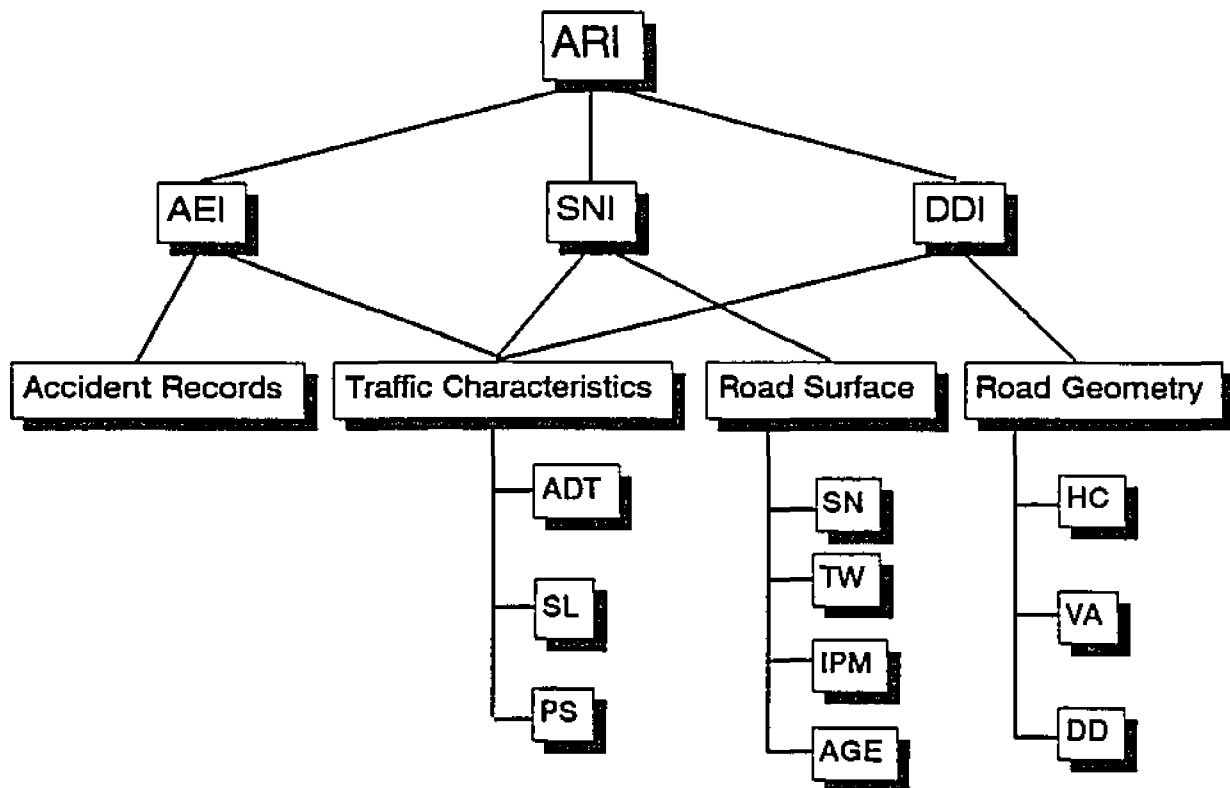 ARI
AEI
SNI
DDI
Accident Records
Traffic Characteristics
Road Surface
Road Geometry
ADT
SL
PS
SN
TW
IPM
AGE
HC
VA
DD